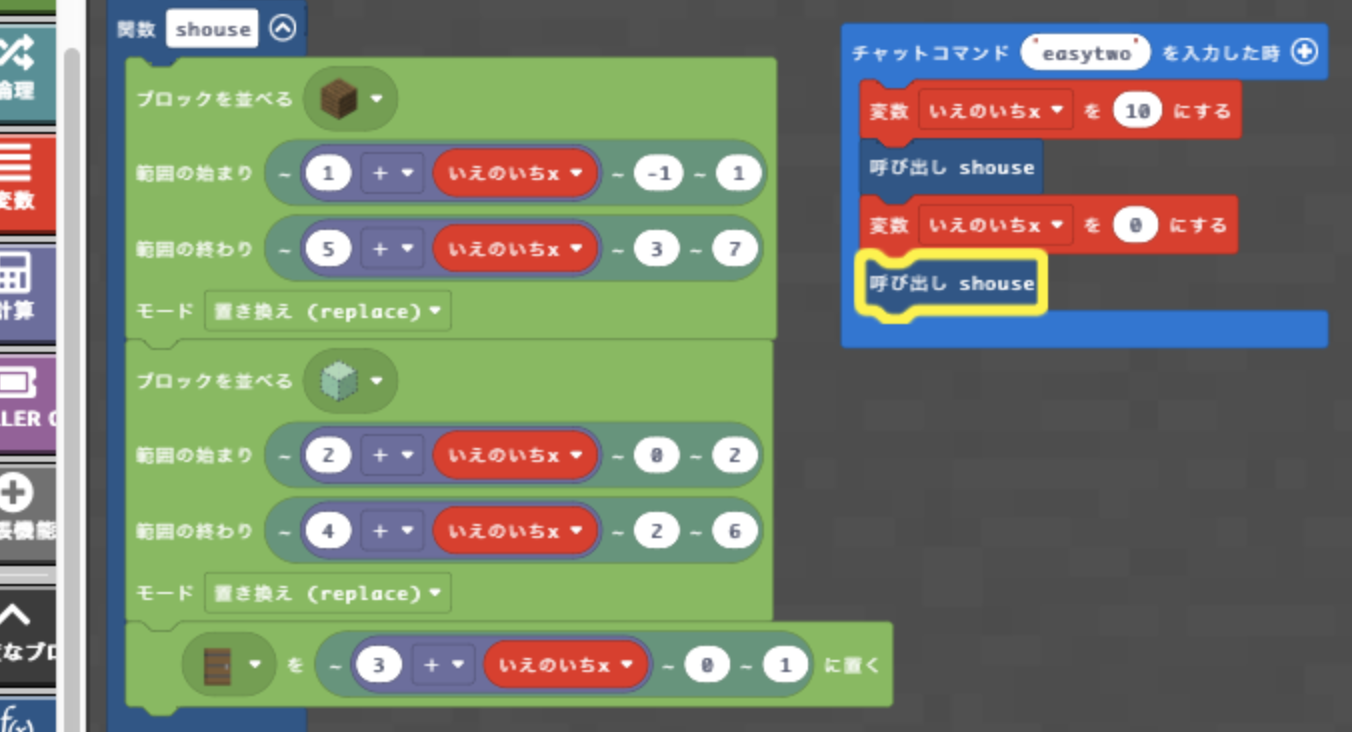 関数 shouse
ブロックを並べる
範囲の始まり ~ 1 + いえのいちx ~ -1 ~ 1
範囲の終わり ~ 5 + いえのいちx ~ 3 ~ 7
モード 置き換え (replace)
ブロックを並べる
範囲の始まり ~ 2 + いえのいちx ~ 0 ~ 2
範囲の終わり ~ 4 + いえのいちx ~ 2 ~ 6
モード 置き換え (replace)
を ~ 3 + いえのいちx ~ 0 ~ 1 に置く
チャットコマンド "easytwo" を入力した時
変数 いえのいちx を 10 にする
呼び出し shouse
変数 いえのいちx を 0 にする
呼び出し shouse
論理
変数
計算
LER
張機能
なブロ
f(x)